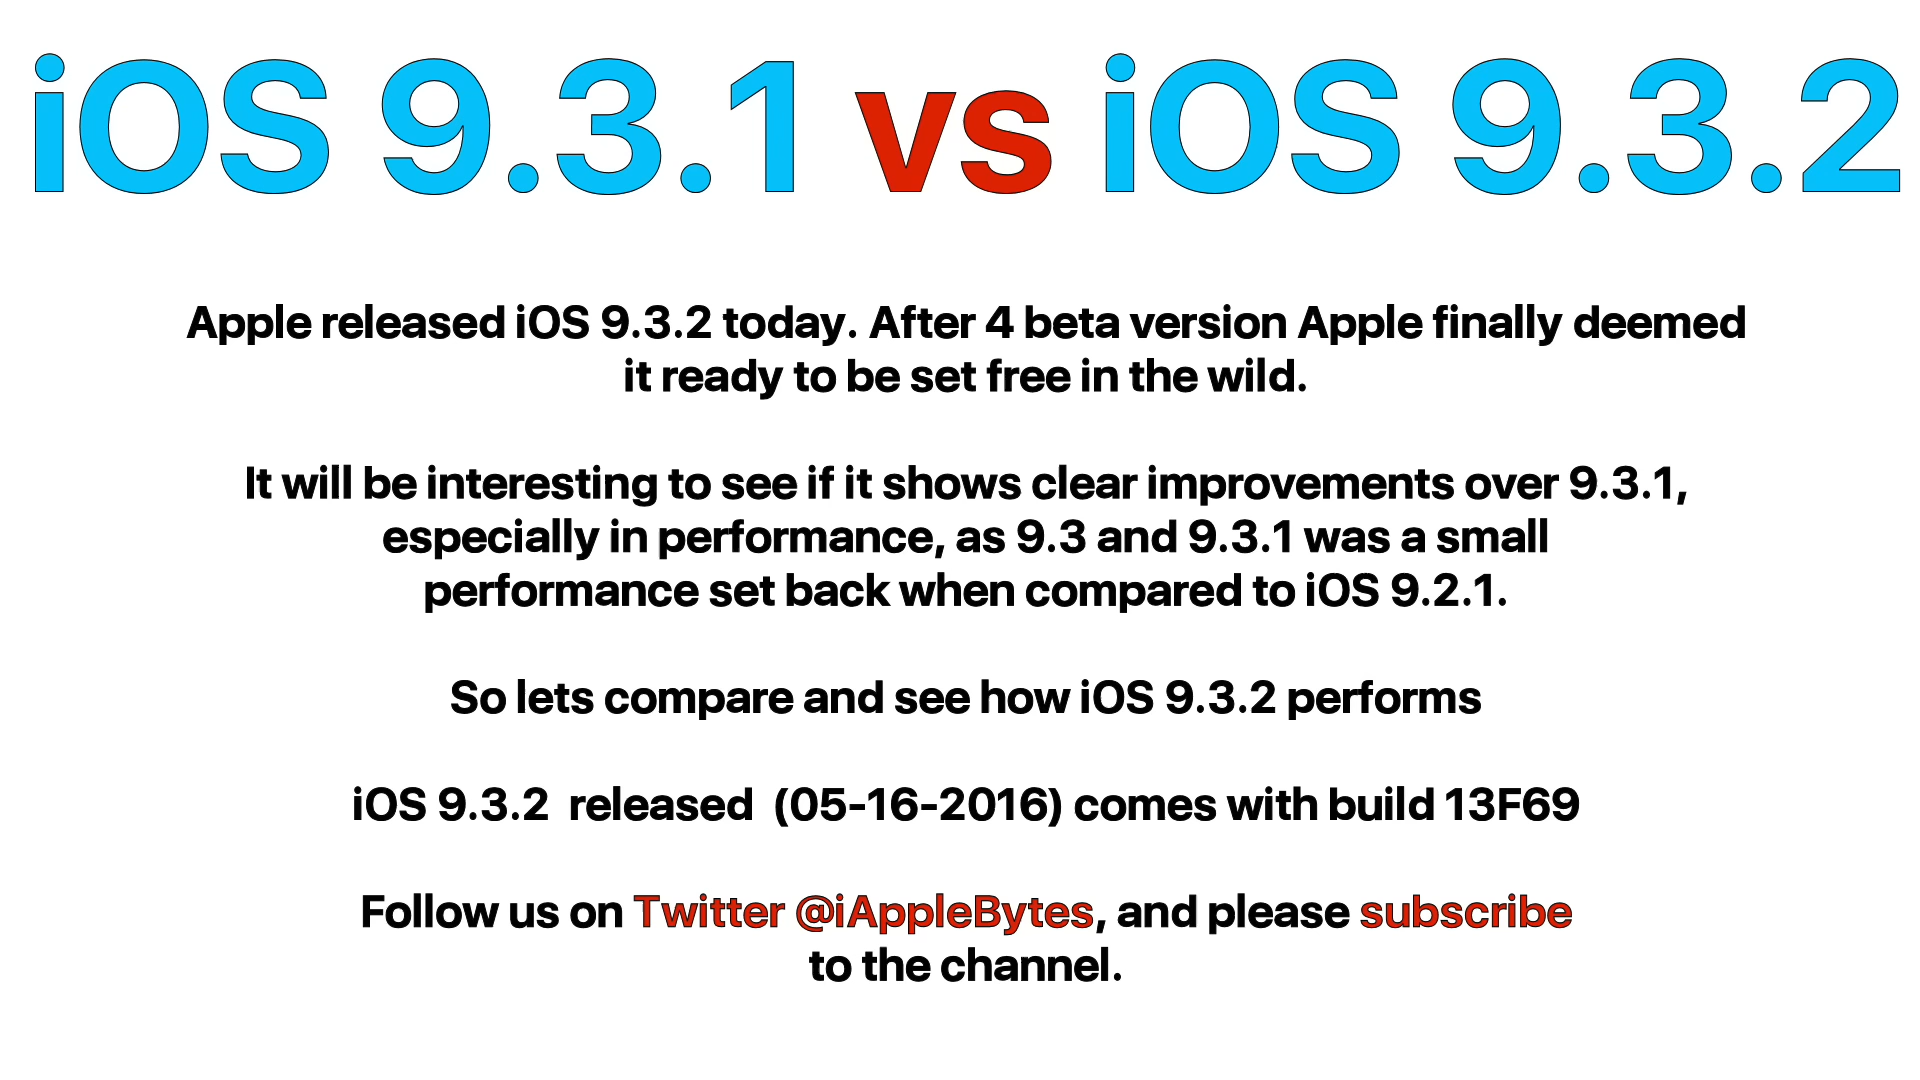 iOS 9.3.1 vs iOS 9.3.2
Apple released iOS 9.3.2 today. After 4 beta version Apple finally deemed
it ready to be set free in the wild.
It will be interesting to see if it shows clear improvements over 9.3.1,
especially in performance, as 9.3 and 9.3.1 was a small
performance set back when compared to iOS 9.2.1.
So lets compare and see how iOS 9.3.2 performs
iOS 9.3.2  released  (05-16-2016) comes with build 13F69
Follow us on Twitter @iAppleBytes, and please subscribe
to the channel.